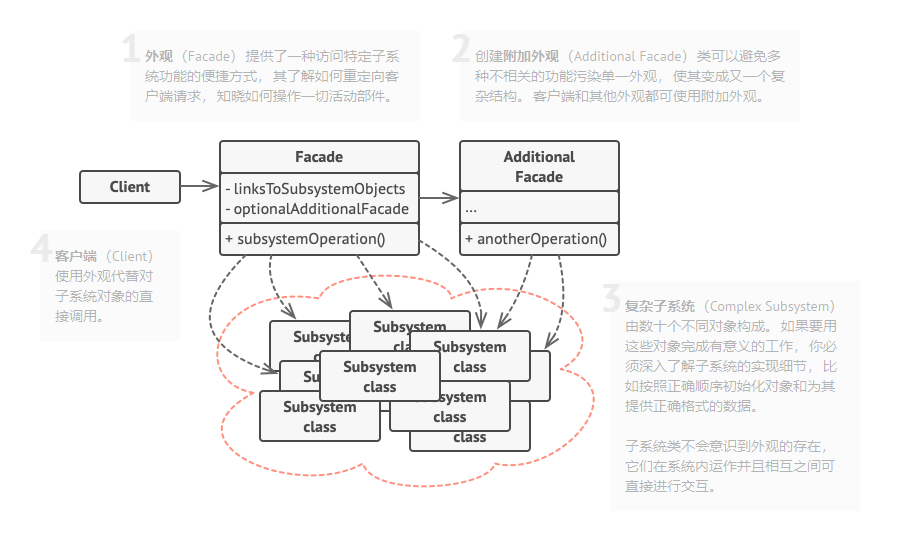 1
外观（Facade）提供了一种访问特定子系
统功能的便捷方式， 其了解如何重定向客
户端请求， 知晓如何操作一切活动部件。
2
创建附加外观（Additional Facade）类可以避免多
种不相关的功能污染单一外观， 使其变成又一个复
杂结构。 客户端和其他外观都可使用附加外观。
Client
Facade
- linksToSubsystemObjects
- optionalAdditionalFacade
+ subsystemOperation()
Additional
Facade
...
+ anotherOperation()
4
客户端（Client）
使用外观代替对
子系统对象的直
接调用。
3
复杂子系统（Complex Subsystem）
由数十个不同对象构成。 如果要用
这些对象完成有意义的工作， 你必
须深入了解子系统的实现细节， 比
如按照正确顺序初始化对象和为其
提供正确格式的数据。
子系统类不会意识到外观的存在，
它们在系统内运作并且相互之间可
直接进行交互。
Subsystem
Subsystem
Subsystem
class
Subsystem
class
Subsystem
class
Subsystem
class
class